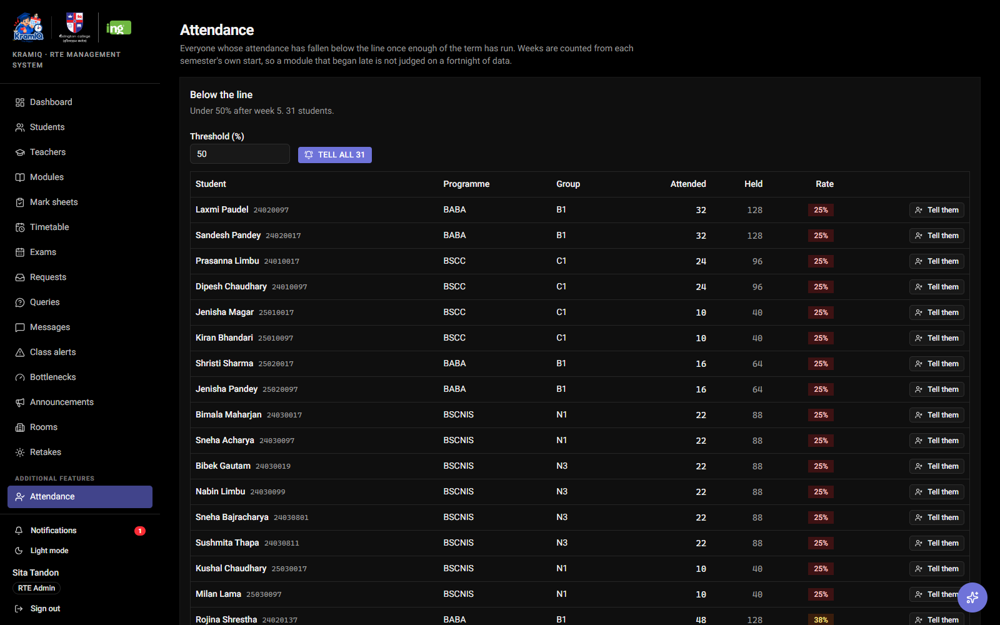 KramIQ
islington college
ing
KRAMIQ · RTE MANAGEMENT
SYSTEM
Dashboard
Students
Teachers
Modules
Mark sheets
Timetable
Exams
Requests
Queries
Messages
Class alerts
Bottlenecks
Announcements
Rooms
Retakes
ADDITIONAL FEATURES
Attendance
Notifications 1
Light mode
Sita Tandon
RTE Admin
Sign out
Attendance
Everyone whose attendance has fallen below the line once enough of the term has run. Weeks are counted from each
semester's own start, so a module that began late is not judged on a fortnight of data.
Below the line
Under 50% after week 5. 31 students.
Threshold (%)
50 TELL ALL 31
Student Programme Group Attended Held Rate
Laxmi Paudel 24020097 BABA B1 32 128 25% Tell them
Sandesh Pandey 24020017 BABA B1 32 128 25% Tell them
Prasanna Limbu 24010017 BSCC C1 24 96 25% Tell them
Dipesh Chaudhary 24010097 BSCC C1 24 96 25% Tell them
Jenisha Magar 25010017 BSCC C1 10 40 25% Tell them
Kiran Bhandari 25010097 BSCC C1 10 40 25% Tell them
Shristi Sharma 25020017 BABA B1 16 64 25% Tell them
Jenisha Pandey 25020097 BABA B1 16 64 25% Tell them
Bimala Maharjan 24030017 BSCNIS N1 22 88 25% Tell them
Sneha Acharya 24030097 BSCNIS N1 22 88 25% Tell them
Bibek Gautam 24030019 BSCNIS N3 22 88 25% Tell them
Nabin Limbu 24030099 BSCNIS N3 22 88 25% Tell them
Sneha Bajracharya 24030801 BSCNIS N3 22 88 25% Tell them
Sushmita Thapa 24030811 BSCNIS N3 22 88 25% Tell them
Kushal Chaudhary 25030017 BSCNIS N1 10 40 25% Tell them
Milan Lama 25030097 BSCNIS N1 10 40 25% Tell them
Rojina Shrestha 24020137 BABA B1 48 128 38% Tell them